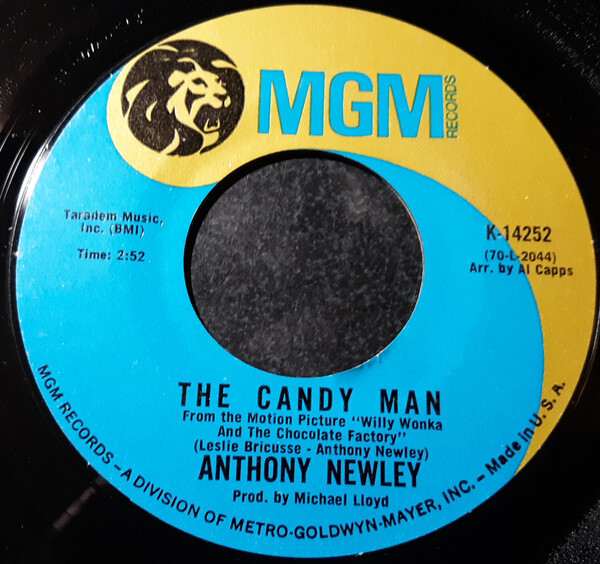 MGM
RECORDS
Taradem Music,
Inc. (BMI)
Time: 2:52
K-14252
(70-L-2044)
Arr. by Al Capps
THE CANDY MAN
From the Motion Picture "Willy Wonka
And The Chocolate Factory"
(Leslie Bricusse - Anthony Newley)
ANTHONY NEWLEY
Prod. by Michael Lloyd
MGM RECORDS – A DIVISION OF METRO-GOLDWYN-MAYER, INC. – Made in U. S. A.